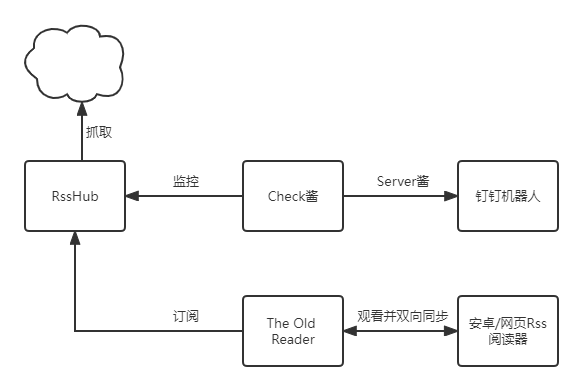 抓取
RssHub
监控
Check酱
Server酱
钉钉机器人
订阅
The Old
Reader
观看并双向同步
安卓/网页Rss
阅读器